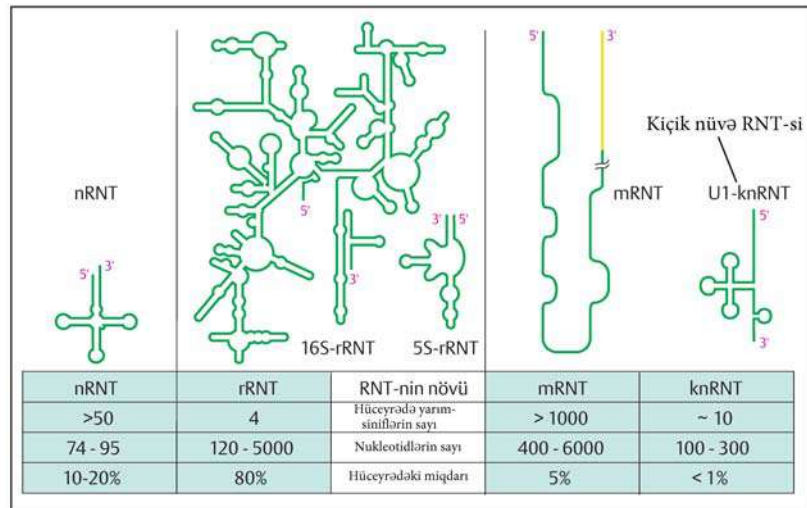 5'
3'
Kiçik nüvə RNT-si
nRNT
mRNT
U1-knRNT
5'
3' 5'
5'
5' 3'
3'
3'
16S-rRNT
5S-rRNT
nRNT rRNT RNT-nin növü mRNT knRNT
>50 4 Hüceyrədə yarım-
siniflərin sayı > 1000 ~ 10
74 - 95 120 - 5000 Nukleotidlərin sayı 400 - 6000 100 - 300
10-20% 80% Hüceyrədəki miqdarı 5% < 1%